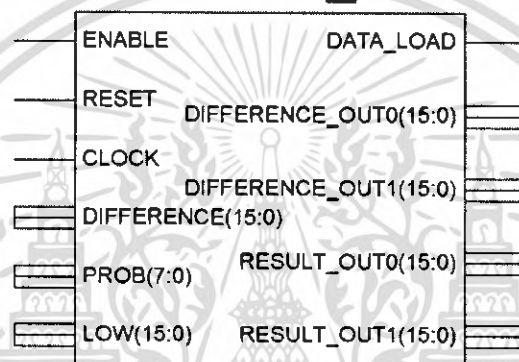 ENABLE
DATA_LOAD
RESET
DIFFERENCE_OUT0(15:0)
CLOCK
DIFFERENCE_OUT1(15:0)
DIFFERENCE(15:0)
RESULT_OUT0(15:0)
PROB(7:0)
LOW(15:0)
RESULT_OUT1(15:0)